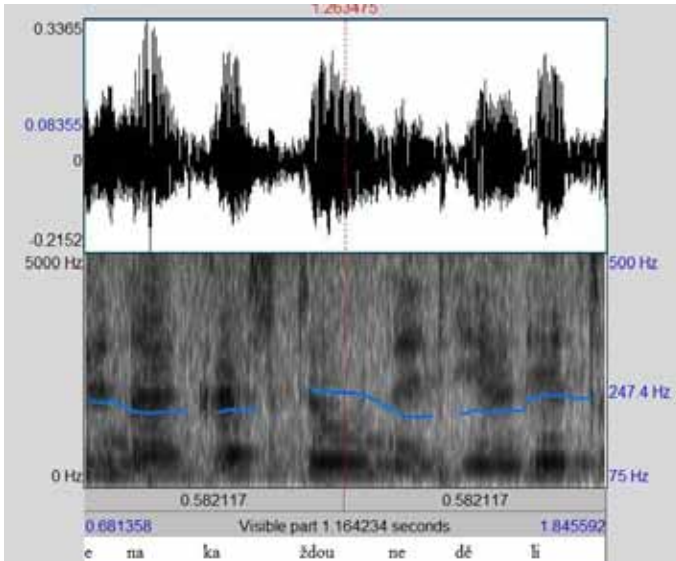 1.263475
0.3365
0.08355
0
-0.2152
5000 Hz 500 Hz
247.4 Hz
0 Hz 75 Hz
0.582117 0.582117
0.681358 Visible part 1.164234 seconds 1.845592
e na ka ždou ne dě li